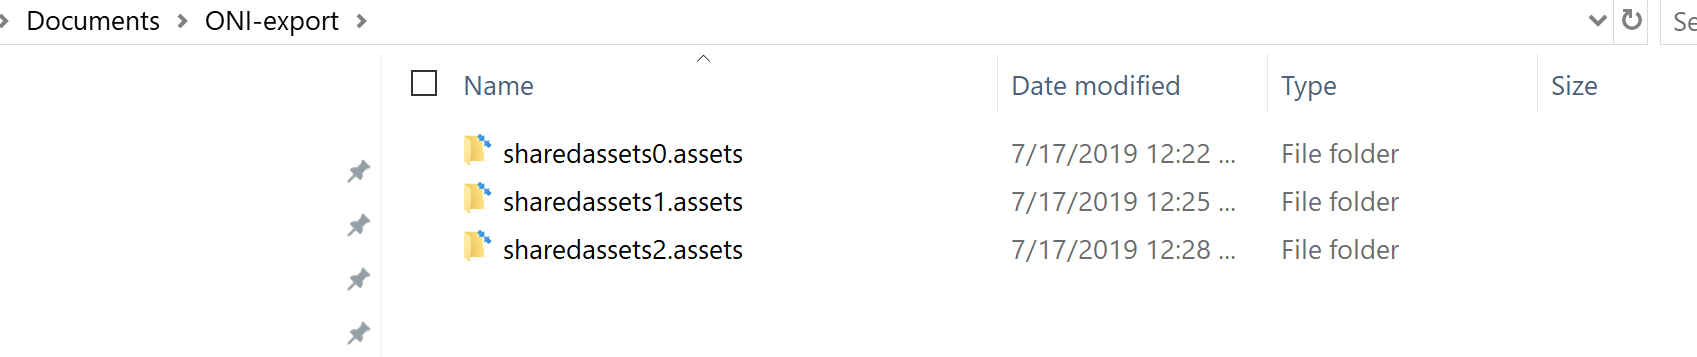 Documents > ONI-export >
Se
Name Date modified Type Size
sharedassets0.assets 7/17/2019 12:22 ... File folder
sharedassets1.assets 7/17/2019 12:25 ... File folder
sharedassets2.assets 7/17/2019 12:28 ... File folder